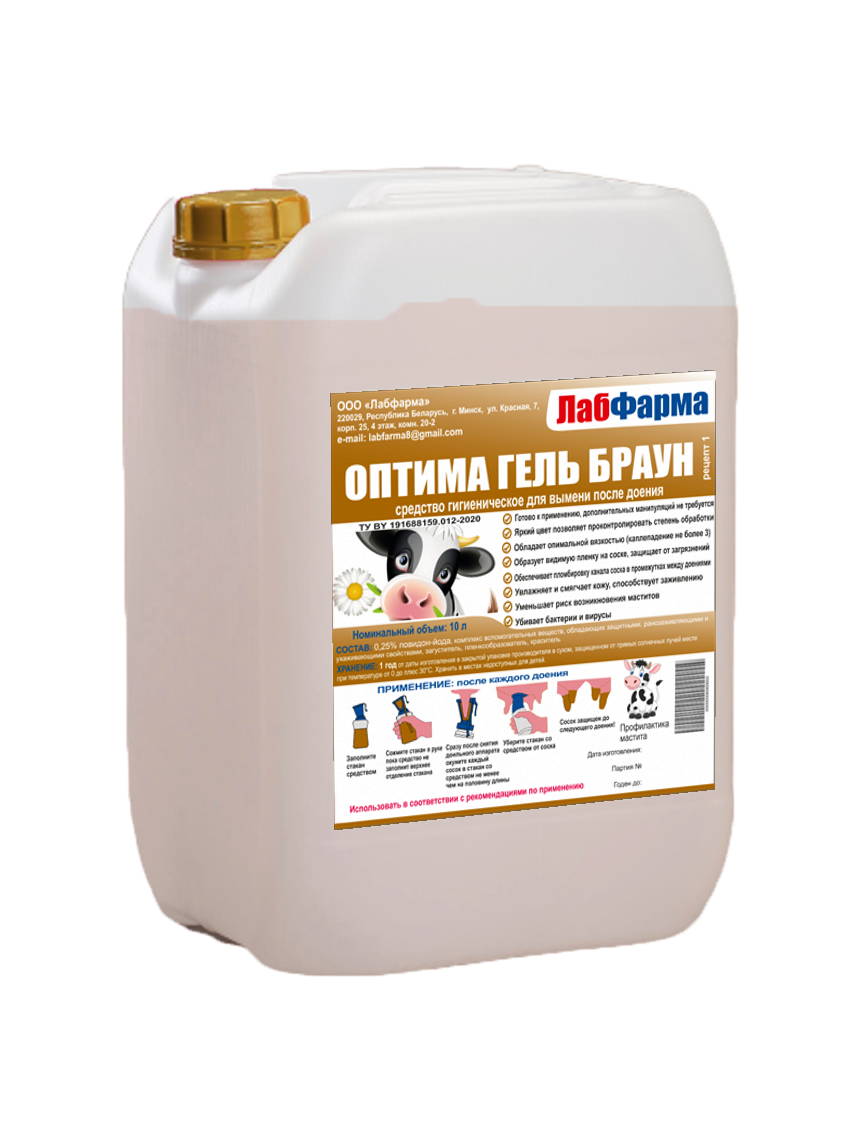 ООО «Лабфарма»
220029, Республика Беларусь, г. Минск, ул. Красная, 7,
корп. 25, 4 этаж, комн. 20-2
e-mail: labfarma8@gmail.com
ЛабФарма
ОПТИМА ГЕЛЬ БРАУН
рецепт 1
средство гигиеническое для вымени после доения
ТУ BY 191688159.012-2020
Готово к применению, дополнительных манипуляций не требуется
Яркий цвет позволяет проконтролировать степень обработки
Обладает опимальной вязкостью (каплепадение не более 3)
Образует видимую пленку на соске, защищает от загрязнений
Обеспечивает пломбировку канала соска в промежутках между доениями
Увлажняет и смягчает кожу, способствует заживлению
Уменьшает риск возникновения маститов
Убивает бактерии и вирусы
Номинальный объем: 10 л
СОСТАВ: 0,25% повидон-йода, комплекс вспомогательных веществ, обладающих защитными, ранозаживляющими и
ухаживающими свойствами, загуститель, пленкообразователь, краситель
ХРАНЕНИЕ: 1 год от даты изготовления в закрытой упаковке производителя в сухом, защищенном от прямых солнечных лучей месте
при температуре от 0 до плюс 30°С. Хранить в местах недоступных для детей.
ПРИМЕНЕНИЕ: после каждого доения
Заполните
стакан
средством
Сожмите стакан в руке
пока средство не
заполнит верхнее
отделение стакана
Сразу после снятия
доильного аппарата
окуните каждый
сосок в стакан со
средством не менее
чем на половину длины
Уберите стакан со
средством от соска
Сосок защищен до
следующего доения!
Профилактика
мастита
Дата изготовления:
Партия №
Годен до:
Использовать в соответствии с рекомендациями по применению